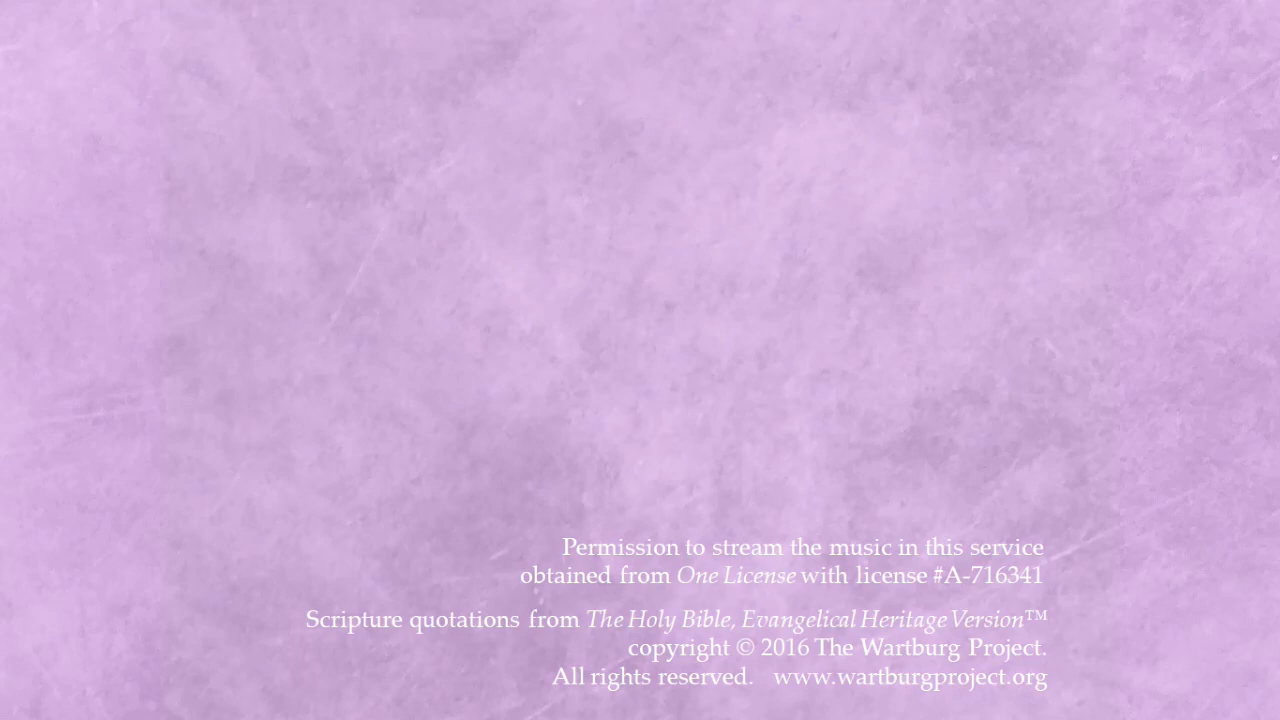 Permission to stream the music in this service
obtained from One License with license #A-716341
Scripture quotations from The Holy Bible, Evangelical Heritage Version™
copyright © 2016 The Wartburg Project.
All rights reserved. www.wartburgproject.org